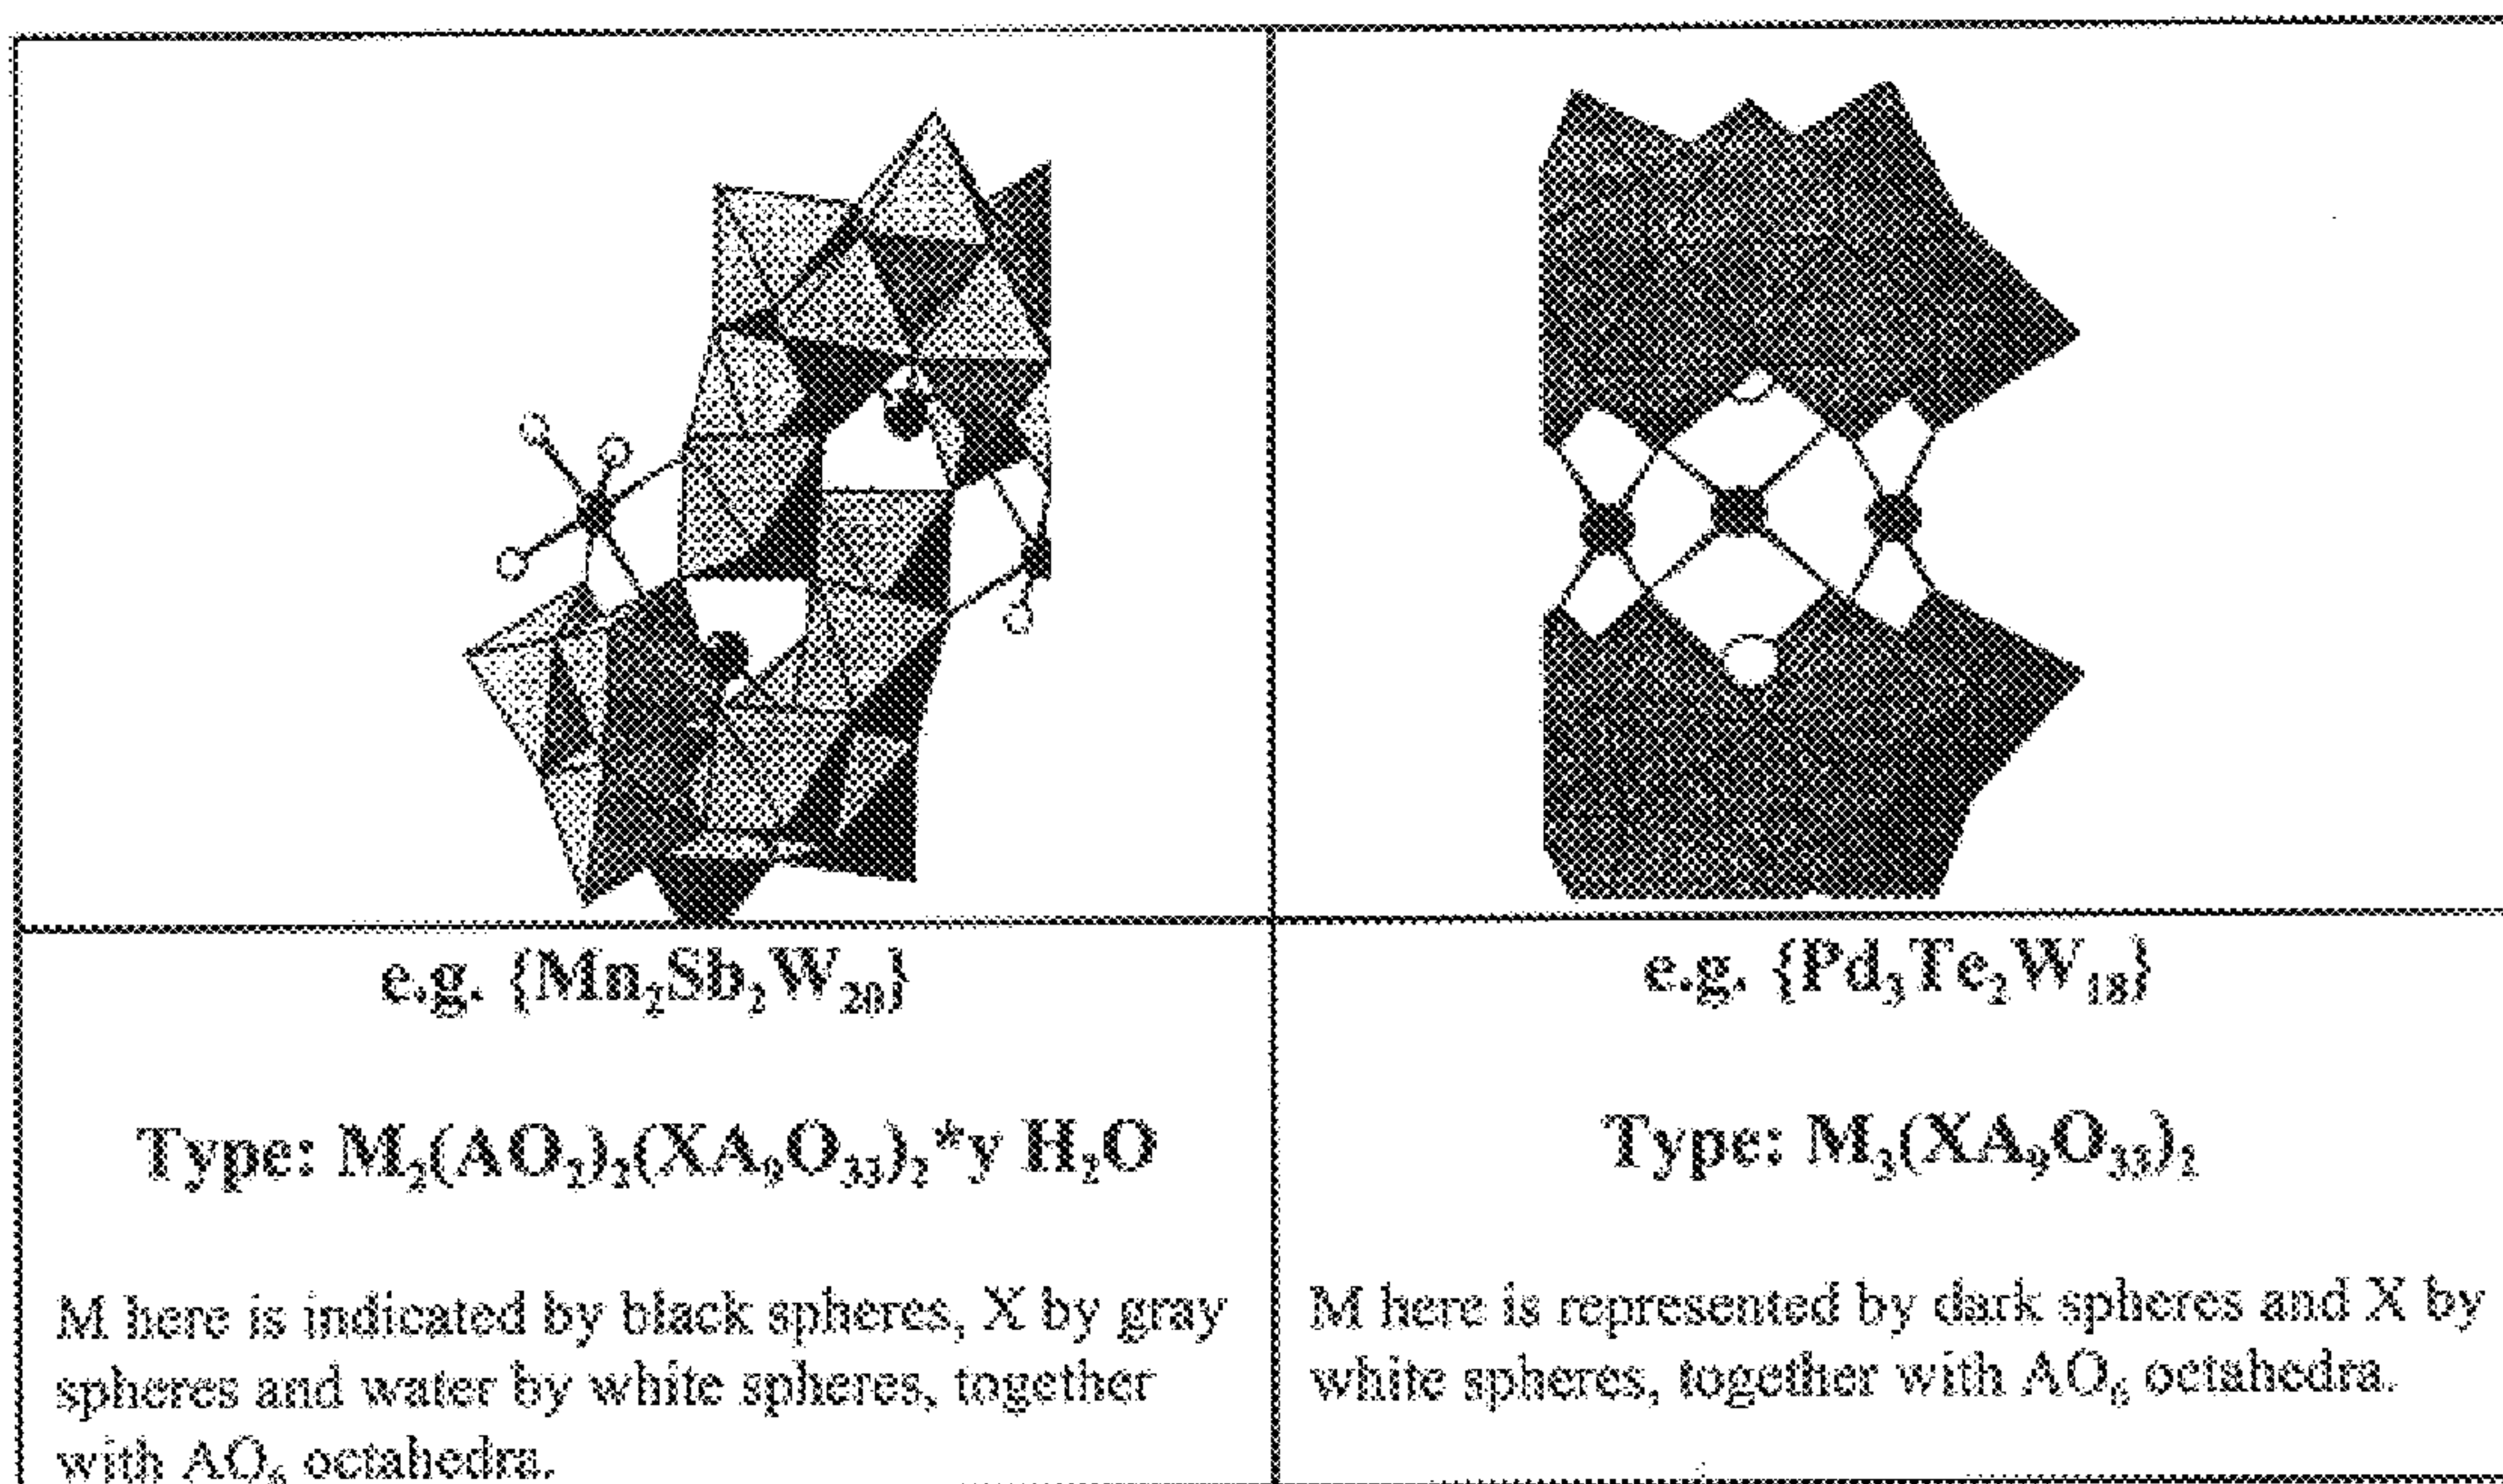 e.g. {Mn₂Sb₂W₂₀}
Type: M₂(AO₂)₂(XA₉O₃₃)₂*y H₂O
M here is indicated by black spheres, X by gray
spheres and water by white spheres, together
with AO₆ octahedra.
e.g. {Pd₃Te₂W₁₈}
Type: M₃(XA₉O₃₃)₂
M here is represented by dark spheres and X by
white spheres, together with AO₆ octahedra.